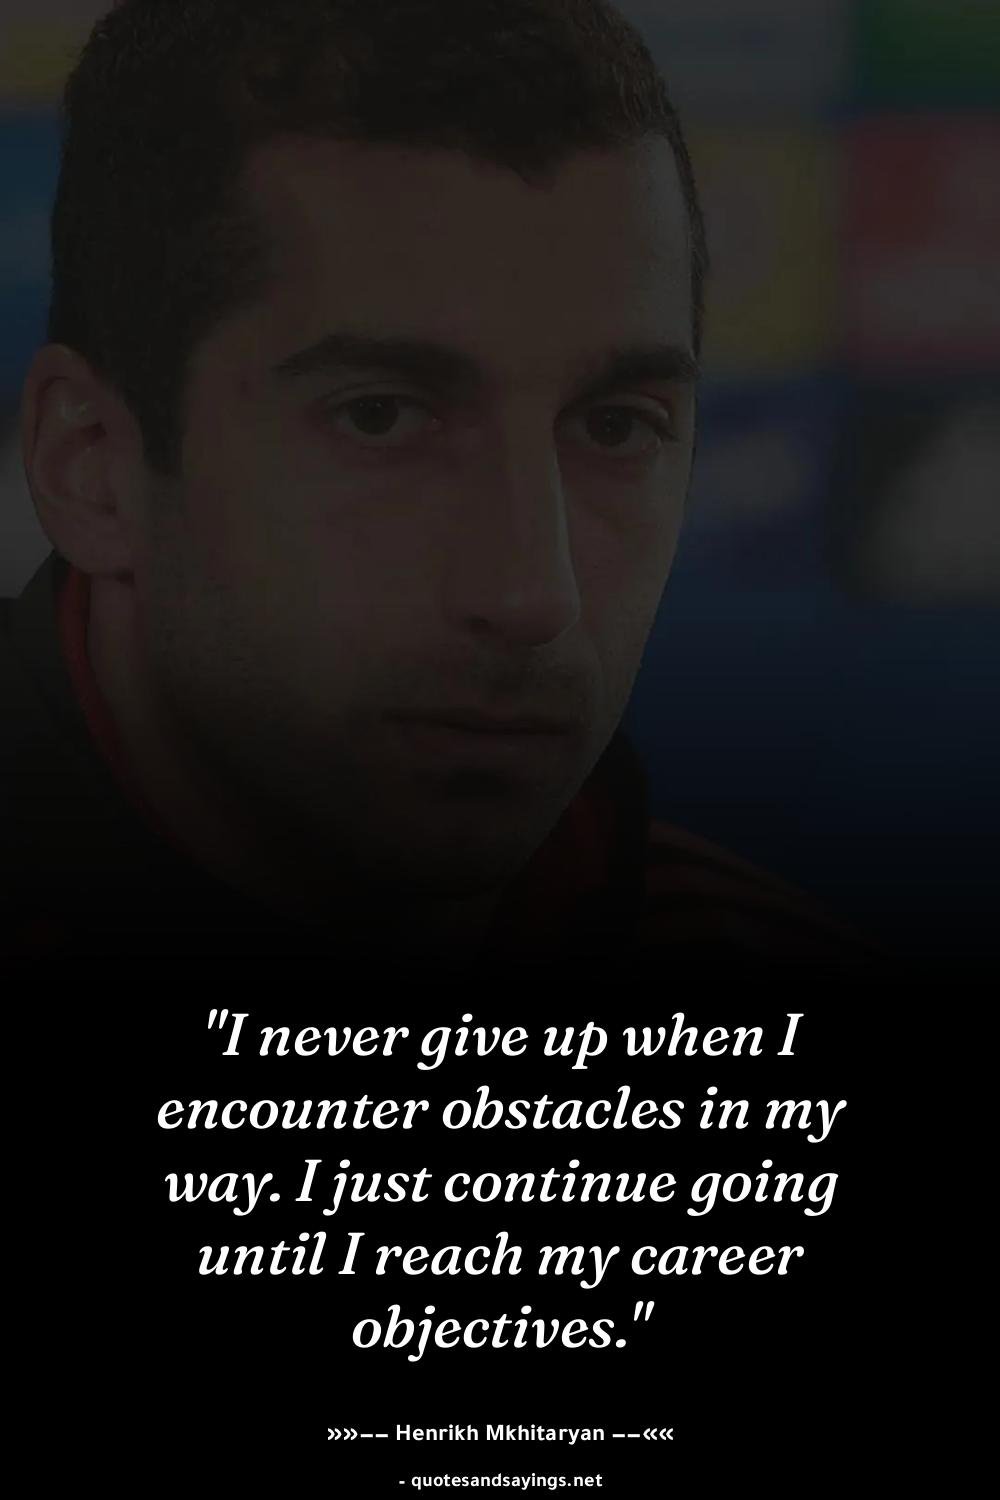 "I never give up when I
encounter obstacles in my
way. I just continue going
until I reach my career
objectives."
»»−− Henrikh Mkhitaryan −−««
- quotesandsayings.net